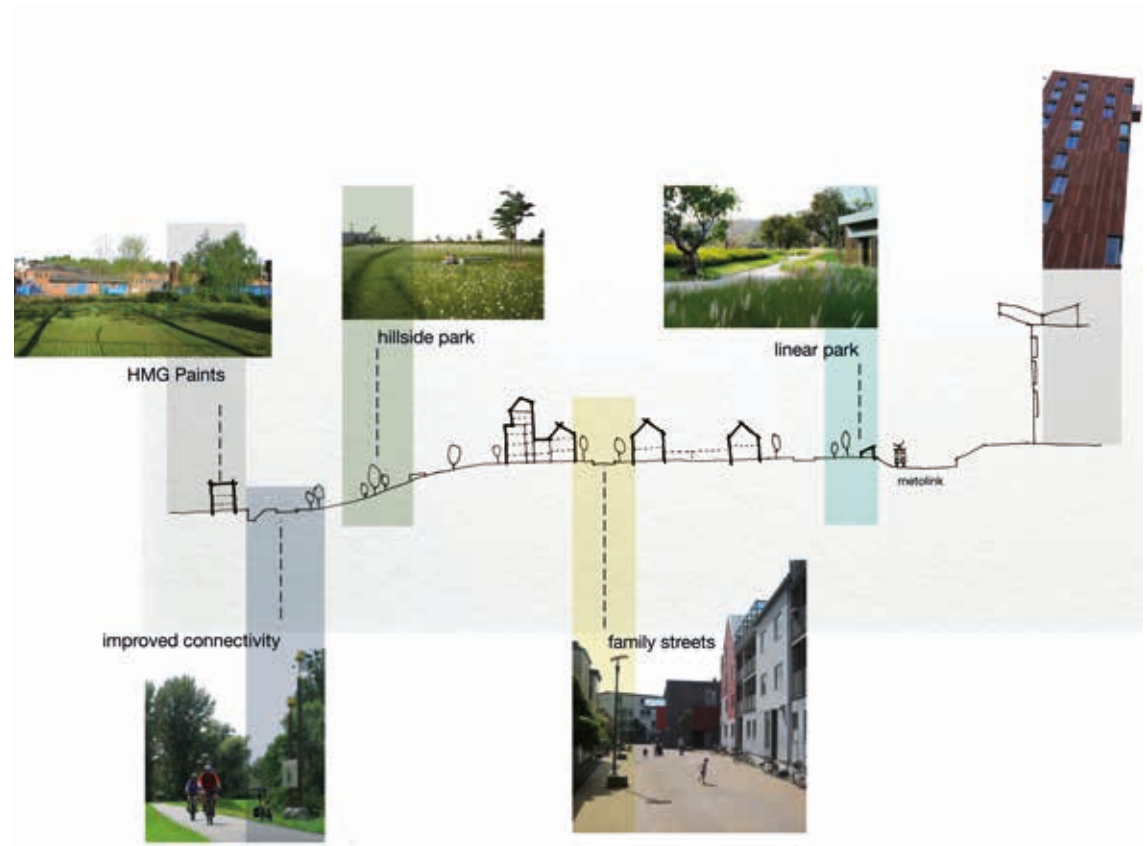 hillside park
linear park
HMG Paints
metolink
improved connectivity
family streets